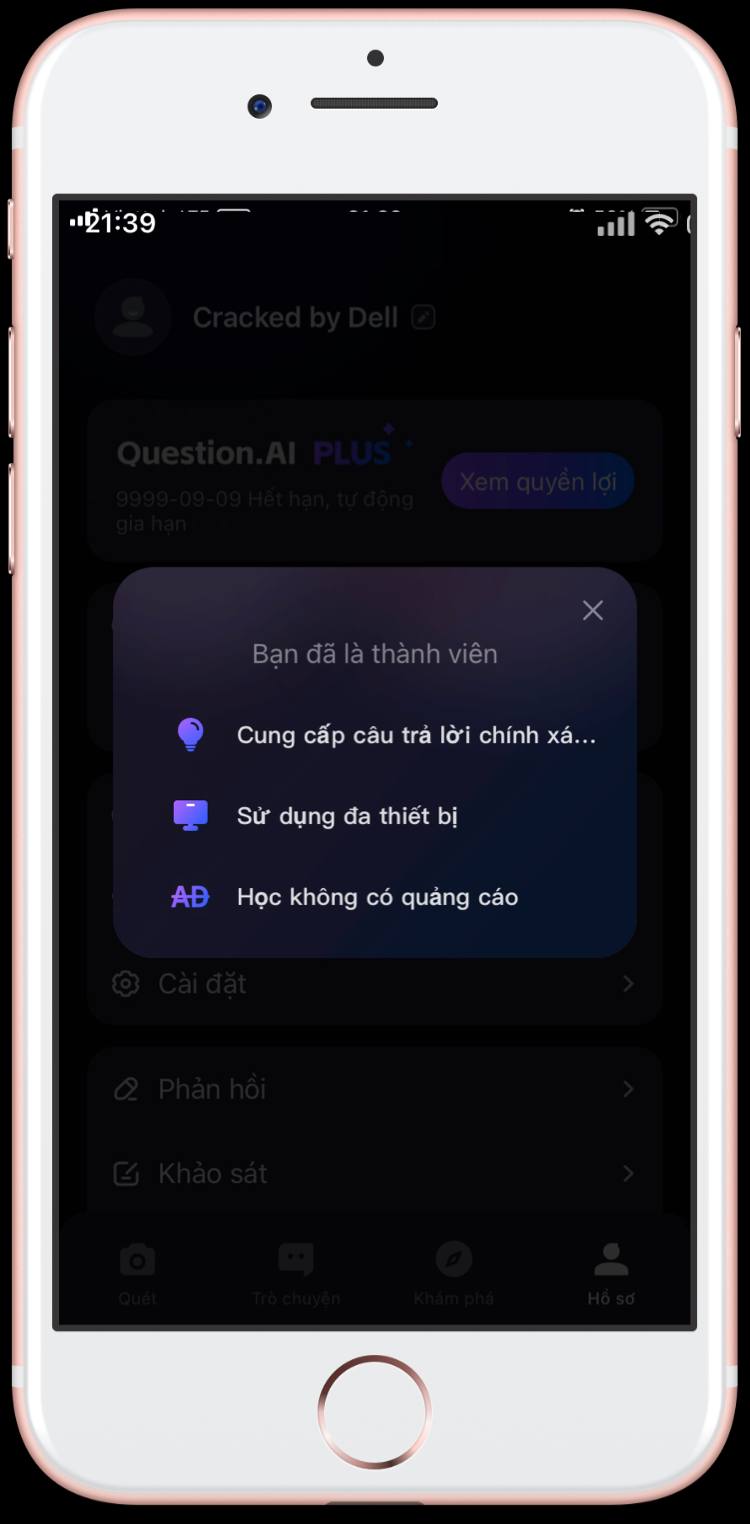 21:39
Cracked by Dell
Question.AI PLUS
Xem quyền lợi
9999-09-09 Hết hạn, tự động
gia hạn
Bạn đã là thành viên
Cung cấp câu trả lời chính xá...
Sử dụng đa thiết bị
AD
Học không có quảng cáo
Cài đặt
Phản hồi
Khảo sát
Quét
Trò chuyện
Khám phá
Hồ sơ